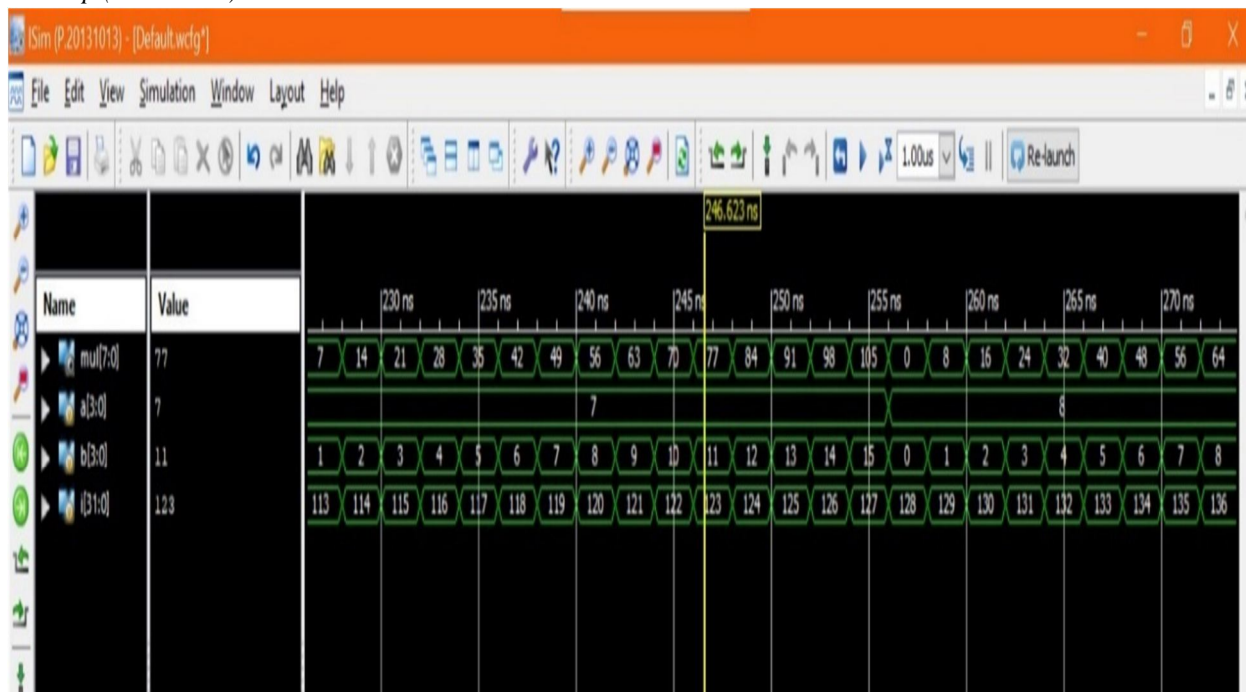 ISim (P.20131013) - [Default.wcfg*]
File Edit View Simulation Window Layout Help
1.00us Re-launch
246.623 ns
Name Value
230 ns 235 ns 240 ns 245 ns 250 ns 255 ns 260 ns 265 ns 270 ns
mul[7:0] 77 7 14 21 28 35 42 49 56 63 70 77 84 91 98 105 0 8 16 24 32 40 48 56 64
a[3:0] 7 7 8
b[3:0] 11 1 2 3 4 5 6 7 8 9 10 11 12 13 14 15 0 1 2 3 4 5 6 7 8
i[31:0] 123 113 114 115 116 117 118 119 120 121 122 123 124 125 126 127 128 129 130 131 132 133 134 135 136